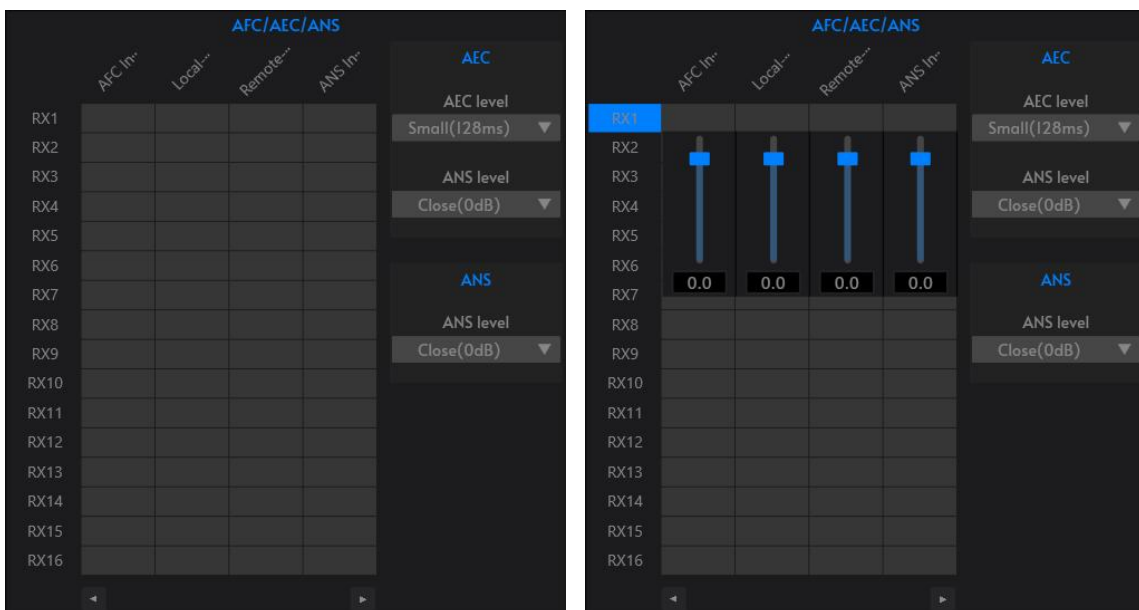 AFC/AEC/ANS
AFC In··
Local-··
Remote-··
ANS In··
AEC
AEC level
Small(128ms)
ANS level
Close(0dB)
ANS
ANS level
Close(0dB)
RX1
RX2
RX3
RX4
RX5
RX6
RX7
RX8
RX9
RX10
RX11
RX12
RX13
RX14
RX15
RX16
AFC/AEC/ANS
AFC In··
Local-··
Remote-··
ANS In··
AEC
AEC level
Small(128ms)
ANS level
Close(0dB)
ANS
ANS level
Close(0dB)
RX1
RX2
RX3
RX4
RX5
RX6
RX7
0.0 0.0 0.0 0.0
RX8
RX9
RX10
RX11
RX12
RX13
RX14
RX15
RX16